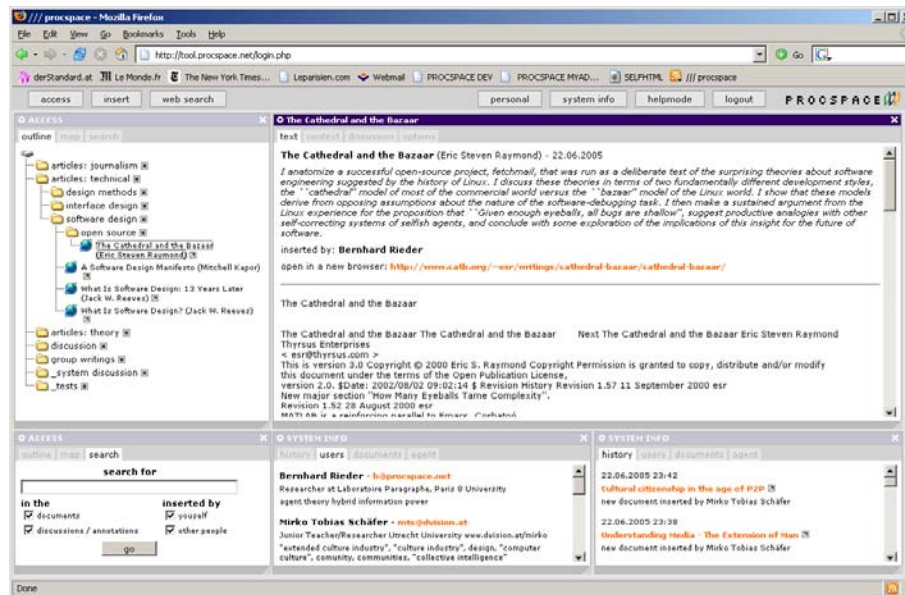 /// procspace - Mozilla Firefox
File Edit View Go Bookmarks Tools Help
http://tool.procspace.net/login.php
Go
derStandard.at Le Monde.fr The New York Times... Leparisien.com Webmail PROCSPACE DEV PROCSPACE MYAD... SELFHTML /// procspace
access insert web search personal system info helpmode logout PROCSPACE
ACCESS
outline map search
articles: journalism
articles: technical
design methods
interface design
software design
open source
The Cathedral and the Bazaar
(Eric Steven Raymond)
A Software Design Manifesto (Mitchell Kapor)
What Is Software Design: 13 Years Later
(Jack W. Reeves)
What Is Software Design? (Jack W. Reeves)
articles: theory
discussion
group writings
_system discussion
_tests
The Cathedral and the Bazaar
text context discussion options
The Cathedral and the Bazaar (Eric Steven Raymond) - 22.06.2005
I anatomize a successful open-source project, fetchmail, that was run as a deliberate test of the surprising theories about software
engineering suggested by the history of Linux. I discuss these theories in terms of two fundamentally different development styles,
the ``cathedral'' model of most of the commercial world versus the ``bazaar'' model of the Linux world. I show that these models
derive from opposing assumptions about the nature of the software-debugging task. I then make a sustained argument from the
Linux experience for the proposition that ``Given enough eyeballs, all bugs are shallow'', suggest productive analogies with other
self-correcting systems of selfish agents, and conclude with some exploration of the implications of this insight for the future of
software.
inserted by: Bernhard Rieder
open in a new browser: http://www.catb.org/~esr/writings/cathedral-bazaar/cathedral-bazaar/
The Cathedral and the Bazaar
The Cathedral and the Bazaar The Cathedral and the Bazaar Next The Cathedral and the Bazaar Eric Steven Raymond
Thyrsus Enterprises
< esr@thyrsus.com >
This is version 3.0 Copyright © 2000 Eric S. Raymond Copyright Permission is granted to copy, distribute and/or modify
this document under the terms of the Open Publication License,
version 2.0. $Date: 2002/08/02 09:02:14 $ Revision History Revision 1.57 11 September 2000 esr
New major section "How Many Eyeballs Tame Complexity".
Revision 1.52 28 August 2000 esr
MATLAB is a reinforcing parallel to Emacs. Corbató
ACCESS
outline map search
search for
in the inserted by
documents youself
discussions / annotations other people
go
SYSTEM INFO
history users documents agent
Bernhard Rieder - b@procspace.net
Researcher at Laboratoire Paragraphe, Paris 8 University
agent theory hybrid information power
Mirko Tobias Schäfer - mts@dvision.at
Junior Teacher/Researcher Utrecht University www.dvision.at/mirko
"extended culture industry", "culture industry", design, "computer
culture", comunity, communities, "collective intelligence"
SYSTEM INFO
history users documents agent
22.06.2005 23:42
Cultural citizenship in the age of P2P
new document inserted by Mirko Tobias Schäfer
22.06.2005 23:38
Understanding Media - The Extension of Man
new document inserted by Mirko Tobias Schäfer
Done